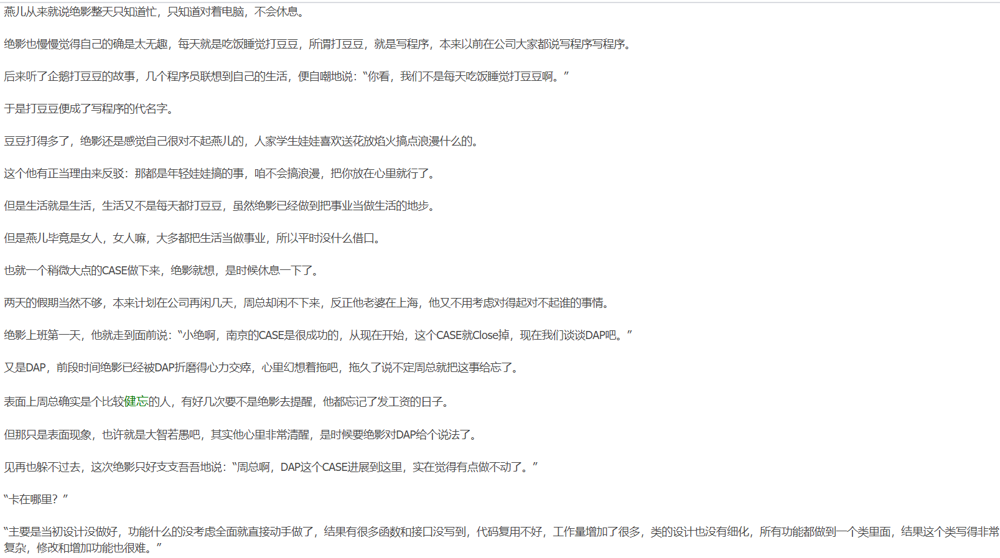 燕儿从来就说绝影整天只知道忙，只知道对着电脑，不会休息。
绝影也慢慢觉得自己的确是太无趣，每天就是吃饭睡觉打豆豆，所谓打豆豆，就是写程序，本来以前在公司大家都说写程序写程序。
后来听了企鹅打豆豆的故事，几个程序员联想到自己的生活，便自嘲地说：“你看，我们不是每天吃饭睡觉打豆豆啊。”
于是打豆豆便成了写程序的代名字。
豆豆打得多了，绝影还是感觉自己很对不起燕儿的，人家学生娃娃喜欢送花放焰火搞点浪漫什么的。
这个他有正当理由来反驳：那都是年轻娃娃搞的事，咱不会搞浪漫，把你放在心里就行了。
但是生活就是生活，生活又不是每天都打豆豆，虽然绝影已经做到把事业当做生活的地步。
但是燕儿毕竟是女人，女人嘛，大多都把生活当做事业，所以平时没什么借口。
也就一个稍微大点的CASE做下来，绝影就想，是时候休息一下了。
两天的假期当然不够，本来计划在公司再闲几天，周总却闲不下来，反正他老婆在上海，他又不用考虑对得起对不起谁的事情。
绝影上班第一天，他就走到面前说：“小绝啊，南京的CASE是很成功的，从现在开始，这个CASE就Close掉，现在我们谈谈DAP吧。”
又是DAP，前段时间绝影已经被DAP折磨得心力交瘁，心里幻想着拖吧，拖久了说不定周总就把这事给忘了。
表面上周总确实是个比较健忘的人，有好几次要不是绝影去提醒，他都忘记了发工资的日子。
但那只是表面现象，也许就是大智若愚吧，其实他心里非常清醒，是时候要绝影对DAP给个说法了。
见再也躲不过去，这次绝影只好支支吾吾地说：“周总啊，DAP这个CASE进展到这里，实在觉得有点做不动了。”
“卡在哪里？”
“主要是当初设计没做好，功能什么的没考虑全面就直接动手做了，结果有很多函数和接口没写到，代码复用不好，工作量增加了很多，类的设计也没有细化，所有功能都做到一个类里面，结果这个类写得非常
复杂，修改和增加功能也很难。”